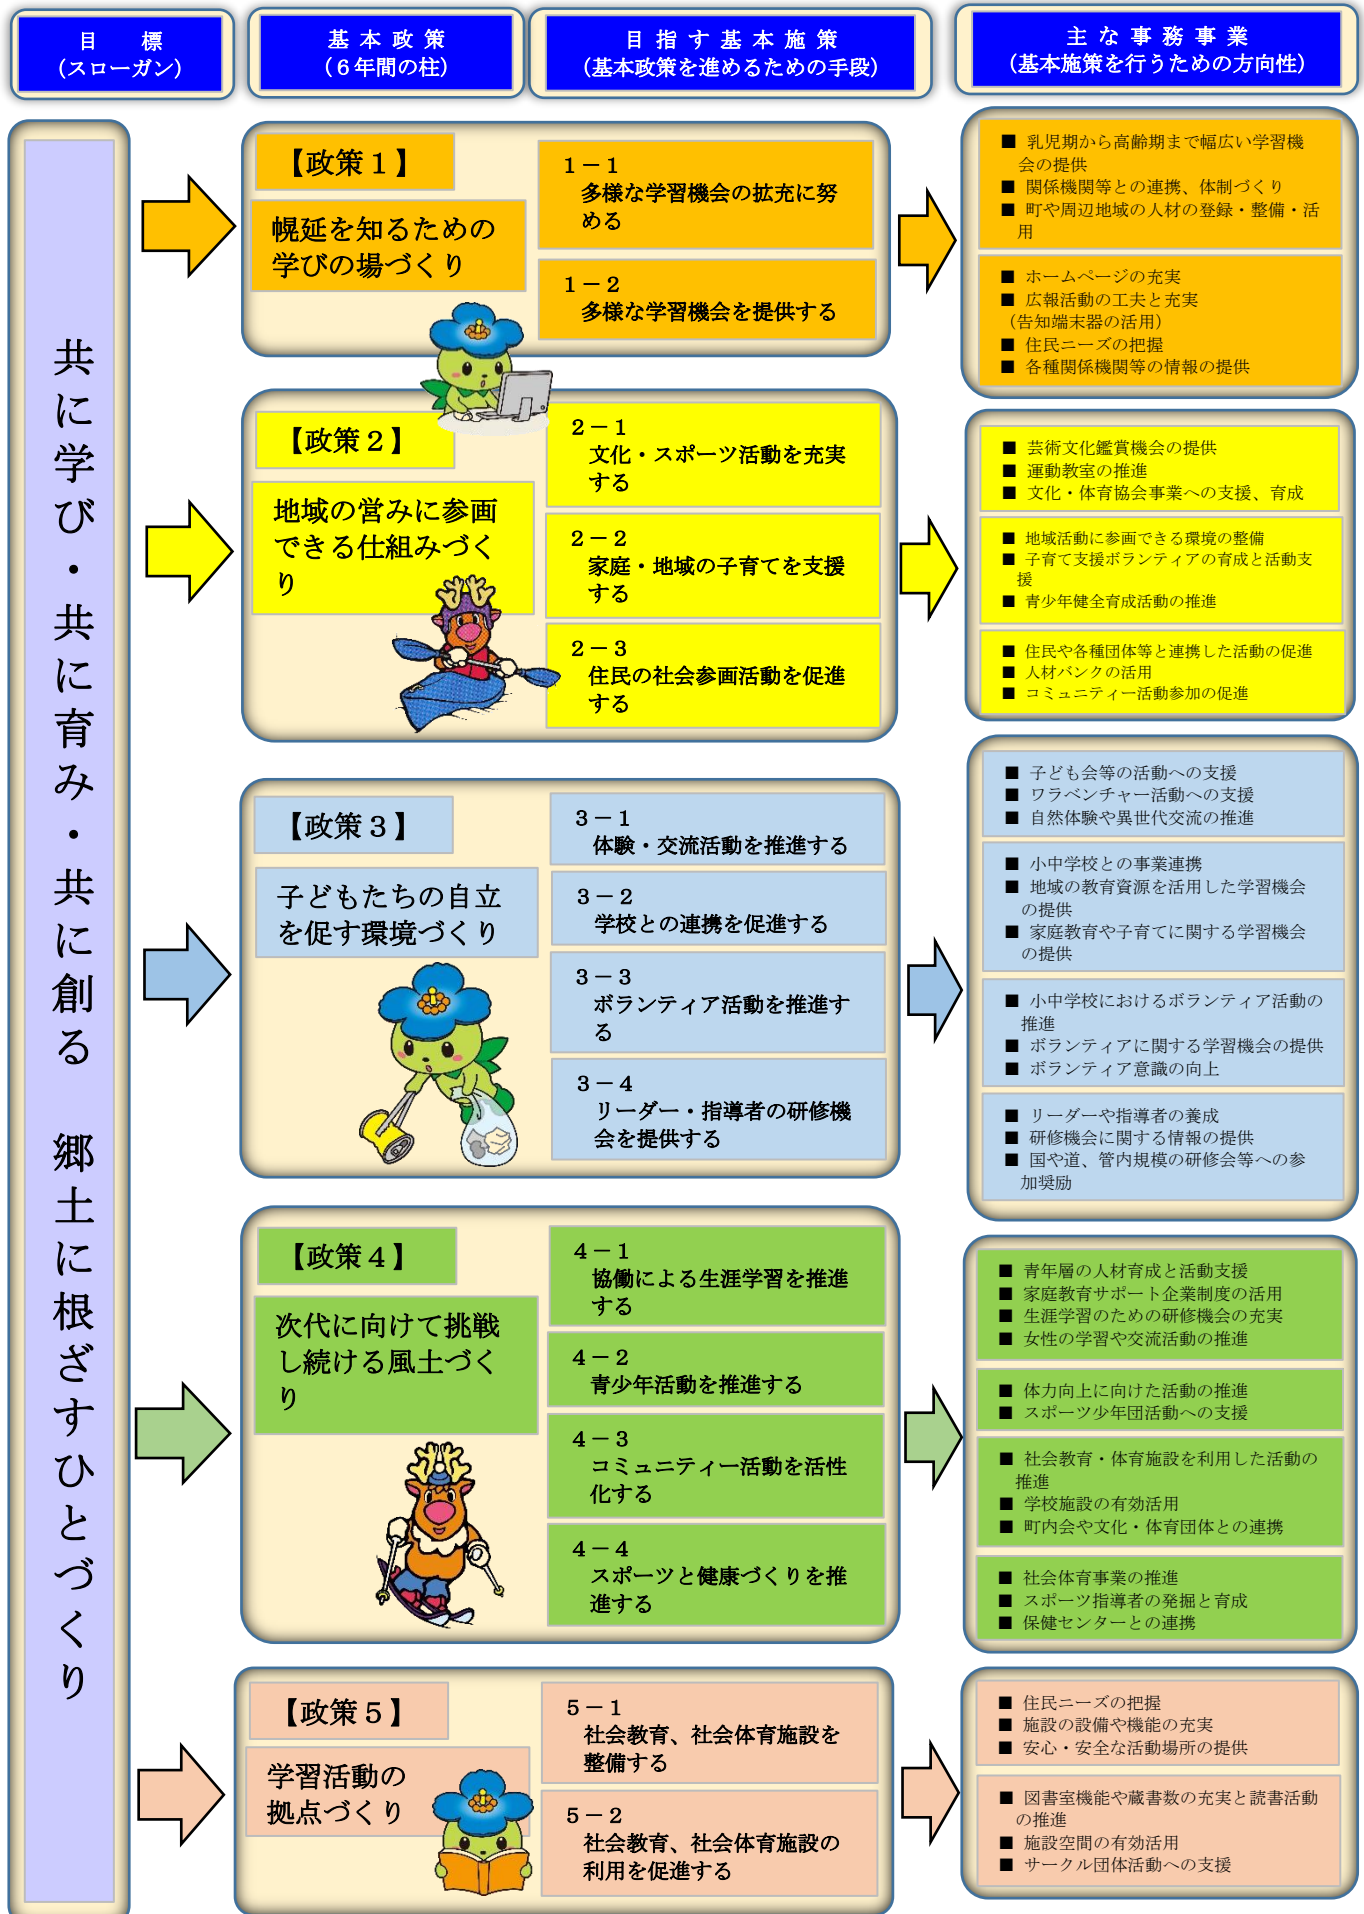 目　標
(スローガン)
基本政策
(６年間の柱)
目指す基本施策
(基本政策を進めるための手段)
主な事務事業
(基本施策を行うための方向性)
共に学び・共に育み・共に創る　郷土に根ざすひとづくり
【政策１】
幌延を知るための
学びの場づくり
１－１
多様な学習機会の拡充に努
める
１－２
多様な学習機会を提供する
■ 乳児期から高齢期まで幅広い学習機
会の提供
■ 関係機関等との連携、体制づくり
■ 町や周辺地域の人材の登録・整備・活
用
■ ホームページの充実
■ 広報活動の工夫と充実
(告知端末器の活用)
■ 住民ニーズの把握
■ 各種関係機関等の情報の提供
【政策２】
地域の営みに参画
できる仕組みづく
り
２－１
文化・スポーツ活動を充実
する
２－２
家庭・地域の子育てを支援
する
２－３
住民の社会参画活動を促進
する
■ 芸術文化鑑賞機会の提供
■ 運動教室の推進
■ 文化・体育協会事業への支援、育成
■ 地域活動に参画できる環境の整備
■ 子育て支援ボランティアの育成と活動支
援
■ 青少年健全育成活動の推進
■ 住民や各種団体等と連携した活動の促進
■ 人材バンクの活用
■ コミュニティー活動参加の促進
【政策３】
子どもたちの自立
を促す環境づくり
３－１
体験・交流活動を推進する
３－２
学校との連携を促進する
３－３
ボランティア活動を推進す
る
３－４
リーダー・指導者の研修機
会を提供する
■ 子ども会等の活動への支援
■ ワラベンチャー活動への支援
■ 自然体験や異世代交流の推進
■ 小中学校との事業連携
■ 地域の教育資源を活用した学習機会
の提供
■ 家庭教育や子育てに関する学習機会
の提供
■ 小中学校におけるボランティア活動の
推進
■ ボランティアに関する学習機会の提供
■ ボランティア意識の向上
■ リーダーや指導者の養成
■ 研修機会に関する情報の提供
■ 国や道、管内規模の研修会等への参
加奨励
【政策４】
次代に向けて挑戦
し続ける風土づく
り
４－１
協働による生涯学習を推進
する
４－２
青少年活動を推進する
４－３
コミュニティー活動を活性
化する
４－４
スポーツと健康づくりを推
進する
■ 青年層の人材育成と活動支援
■ 家庭教育サポート企業制度の活用
■ 生涯学習のための研修機会の充実
■ 女性の学習や交流活動の推進
■ 体力向上に向けた活動の推進
■ スポーツ少年団活動への支援
■ 社会教育・体育施設を利用した活動の
推進
■ 学校施設の有効活用
■ 町内会や文化・体育団体との連携
■ 社会体育事業の推進
■ スポーツ指導者の発掘と育成
■ 保健センターとの連携
【政策５】
学習活動の
拠点づくり
５－１
社会教育、社会体育施設を
整備する
５－２
社会教育、社会体育施設の
利用を促進する
■ 住民ニーズの把握
■ 施設の設備や機能の充実
■ 安心・安全な活動場所の提供
■ 図書室機能や蔵書数の充実と読書活動
の推進
■ 施設空間の有効活用
■ サークル団体活動への支援